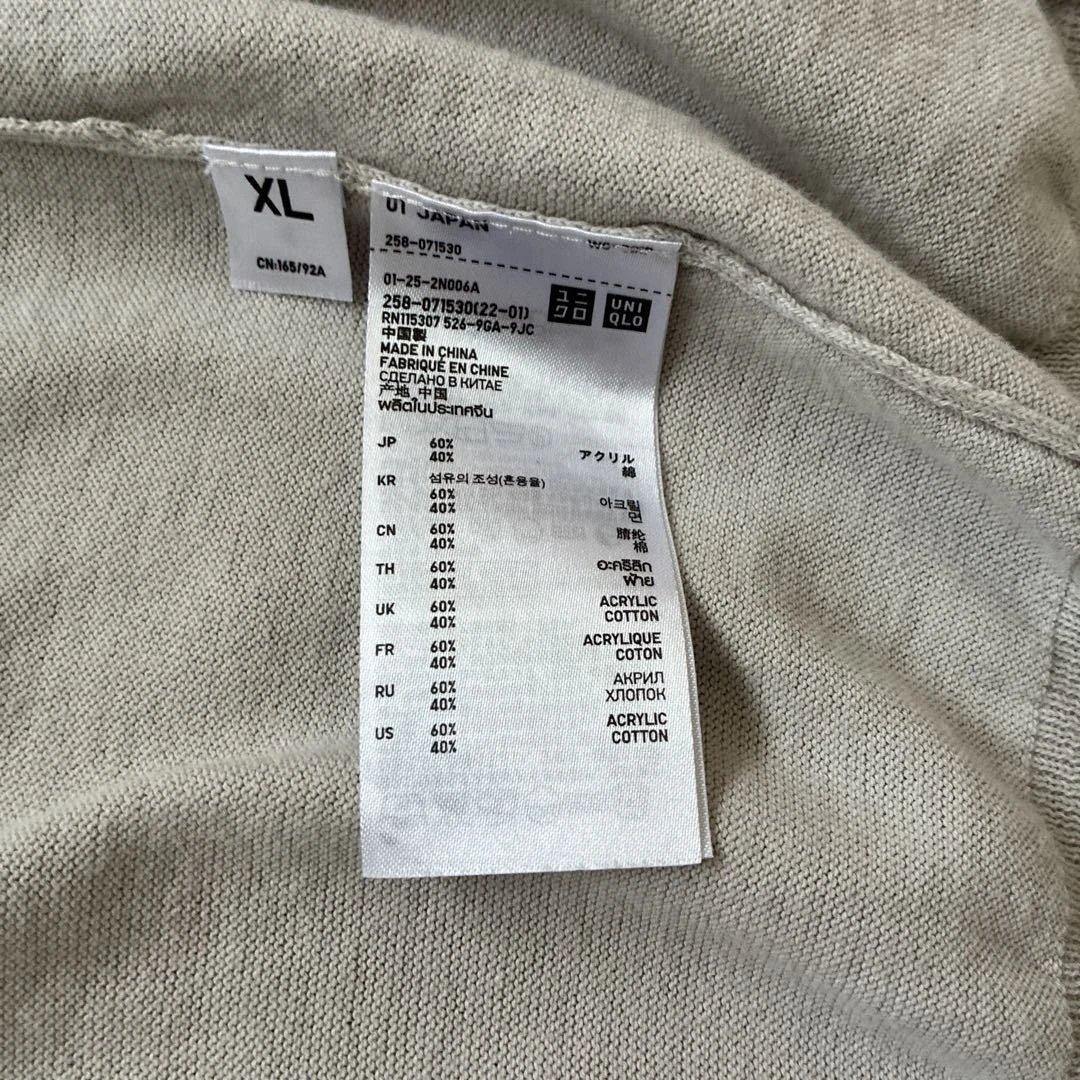 XL
CN:165/92A
01 JAPAN
258-071530
01-25-2N006A
258-071530(22-01)
ユニ
クロ
UNI
QLO
RN115307 526-9GA-9JC
中国製
MADE IN CHINA
FABRIQUÉ EN CHINE
СДЕЛАНО В КИТАЕ
产地 中国
ผลิตในประเทศจีน
JP 60% アクリル
40% 綿
KR 섬유의 조성(혼용율)
60% 아크릴
40% 면
CN 60% 腈纶
40% 棉
TH 60% อะคริลิก
40% ฝ้าย
UK 60% ACRYLIC
40% COTTON
FR 60% ACRYLIQUE
40% COTON
RU 60% АКРИЛ
40% ХЛОПОК
US 60% ACRYLIC
40% COTTON